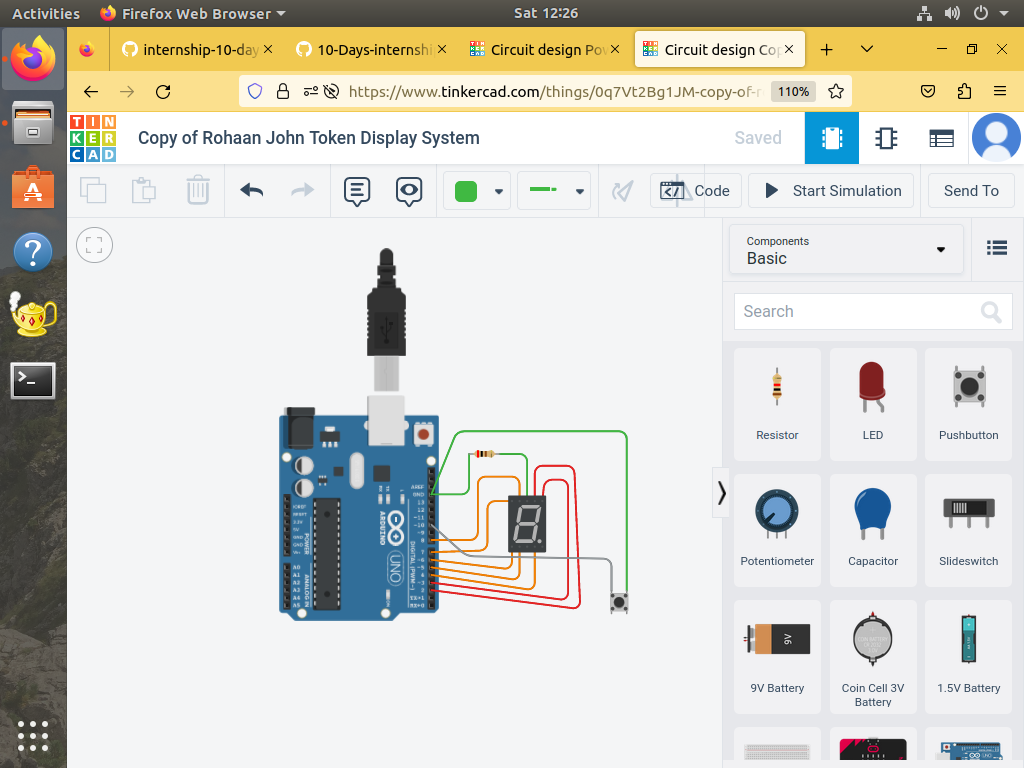 Activities
Firefox Web Browser
Sat 12:26
internship-10-day
10-Days-internshi
Circuit design Pow
Circuit design Cop
https://www.tinkercad.com/things/0q7Vt2Bg1JM-copy-of-r
110%
TIN
KER
CAD
Copy of Rohaan John Token Display System
Saved
Code
Start Simulation
Send To
Components
Basic
Search
Resistor
LED
Pushbutton
Potentiometer
Capacitor
Slideswitch
9V
9V Battery
Coin Cell 3V
Battery
1.5V Battery
AREF
GND
13
12
~11
~10
~9
8
7
~6
~5
4
~3
2
TX→1
RX←0
DIGITAL (PWM~)
ARDUINO
UNO
IOREF
RESET
3.3V
5V
GND
GND
Vin
POWER
A0
A1
A2
A3
A4
A5
ANALOG IN